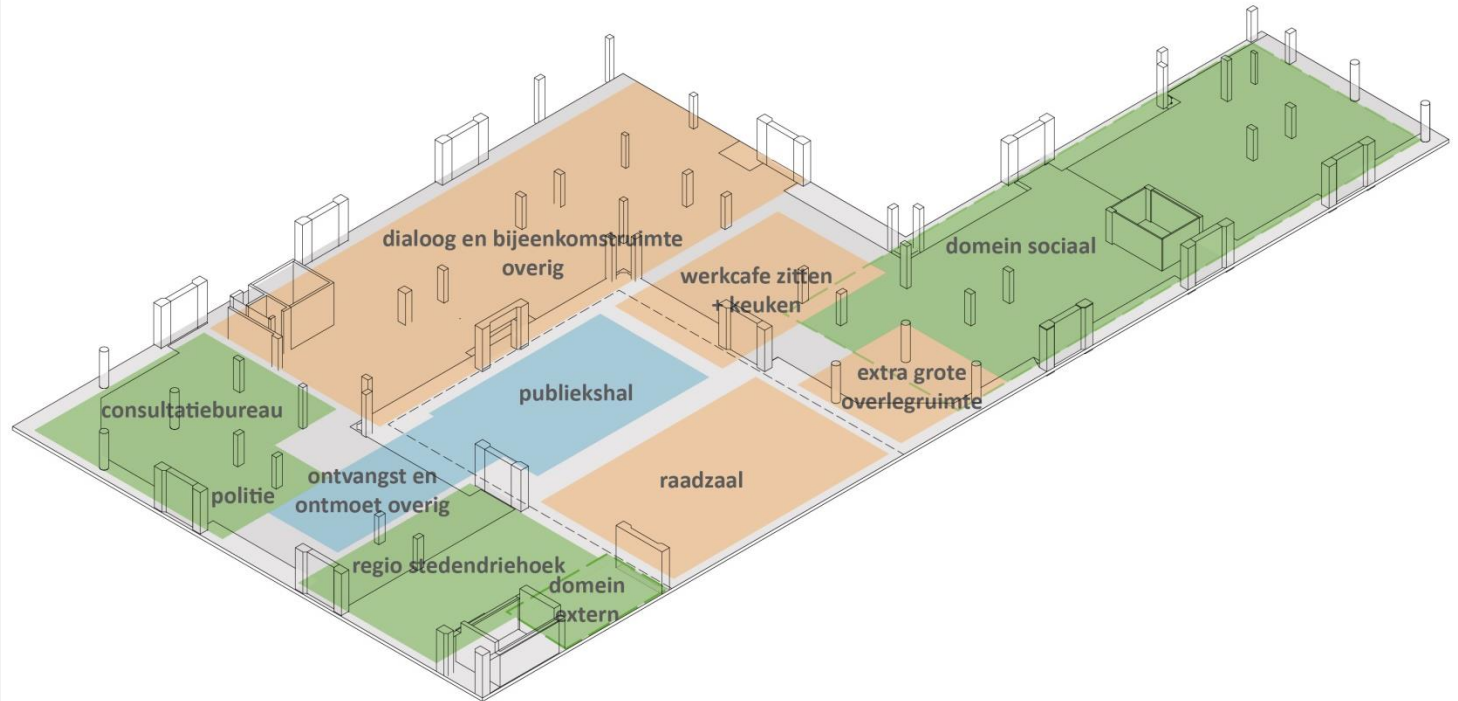 dialoog en bijeenkomstruimte
overig
domein sociaal
werkcafe zitten
+ keuken
extra grote
overlegruimte
publiekshal
consultatiebureau
politie
ontvangst en
ontmoet overig
raadzaal
regio stedendriehoek
domein
extern